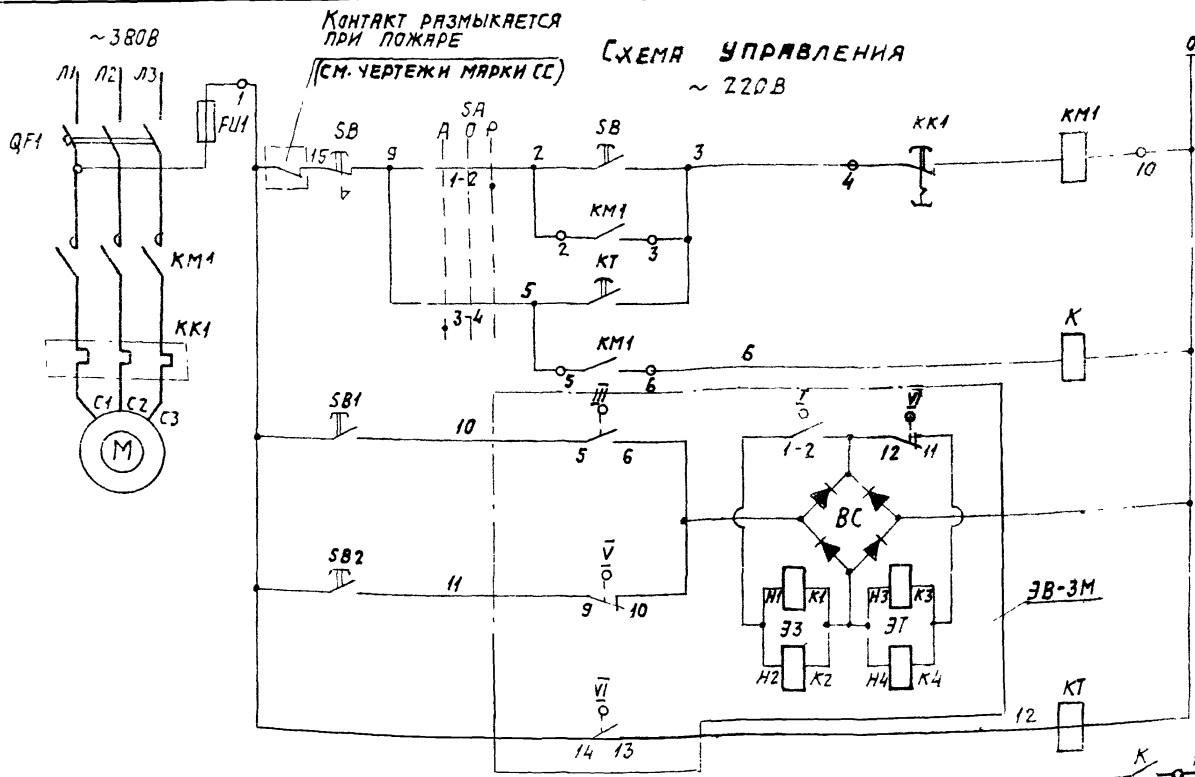 КОНТАКТ РАЗМЫКАЕТСЯ
ПРИ ПОЖАРЕ
(СМ. ЧЕРТЕЖИ МАРКИ СС)
СХЕМА УПРАВЛЕНИЯ
~ 220В
~380В
Л1 Л2 Л3
0
QF1
FU1
1
15
SB
9
SA
А О Р
1-2
2
SB
3
4
КК1
КМ1
10
КМ1
2
3
КМ1
КТ
5
3-4
КК1
КМ1
5
6
6
К
С1 С2 С3
М
SB1
10
III
5 6
I
1-2
VI
12 11
ВС
SB2
11
V
9 10
Н1 К1
Н3 К3
ЭЗ
ЭТ
Н2 К2
Н4 К4
ЭВ-3М
VI
14 13
12
КТ
К